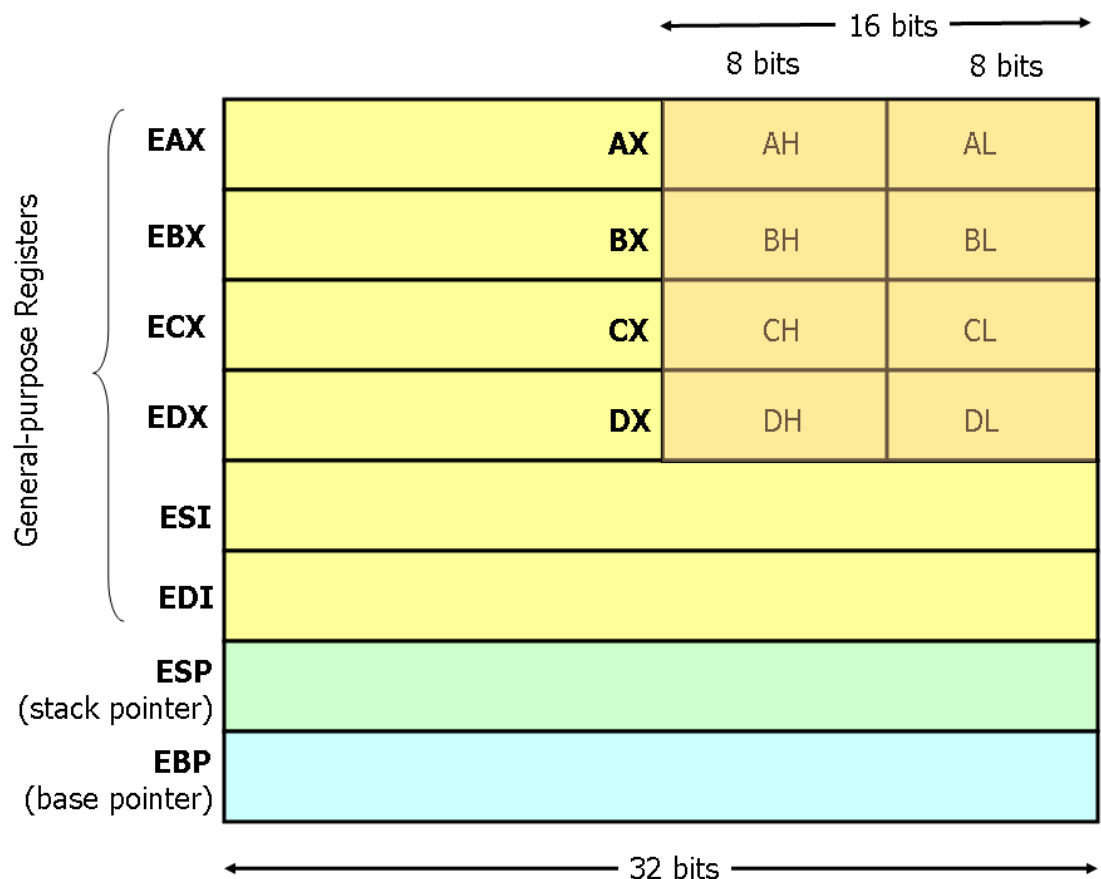 16 bits
8 bits 8 bits
EAX AX AH AL
EBX BX BH BL
ECX CX CH CL
EDX DX DH DL
General-purpose Registers
ESI
EDI
ESP
(stack pointer)
EBP
(base pointer)
32 bits